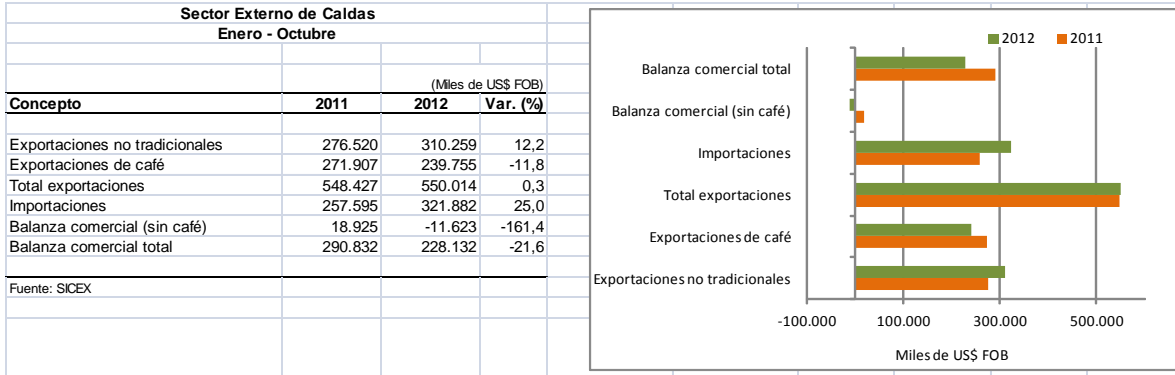 Sector Externo de Caldas
Enero - Octubre
(Miles de US$ FOB)
Concepto 2011 2012 Var. (%)
Exportaciones no tradicionales 276.520 310.259 12,2
Exportaciones de café 271.907 239.755 -11,8
Total exportaciones 548.427 550.014 0,3
Importaciones 257.595 321.882 25,0
Balanza comercial (sin café) 18.925 -11.623 -161,4
Balanza comercial total 290.832 228.132 -21,6
Fuente: SICEX
2012 2011
Balanza comercial total
Balanza comercial (sin café)
Importaciones
Total exportaciones
Exportaciones de café
Exportaciones no tradicionales
-100.000 100.000 300.000 500.000
Miles de US$ FOB